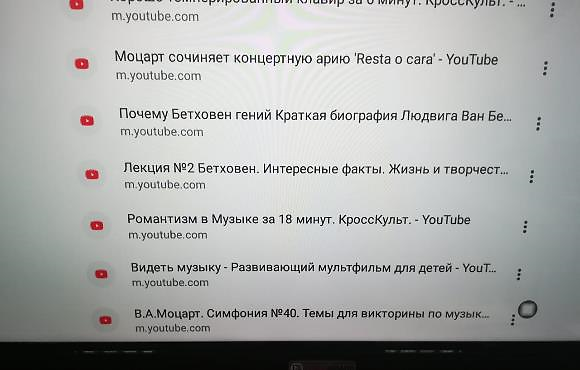 Хорошо темперированный клавир за 6 минут. КроссКульт. - ...
m.youtube.com
Моцарт сочиняет концертную арию 'Resta o cara' - YouTube
m.youtube.com
Почему Бетховен гений Краткая биография Людвига Ван Бе...
m.youtube.com
Лекция №2 Бетховен. Интересные факты. Жизнь и творчест...
m.youtube.com
Романтизм в Музыке за 18 минут. КроссКульт. - YouTube
m.youtube.com
Видеть музыку - Развивающий мультфильм для детей - YouT...
m.youtube.com
В.А.Моцарт. Симфония №40. Темы для викторины по музык...
m.youtube.com